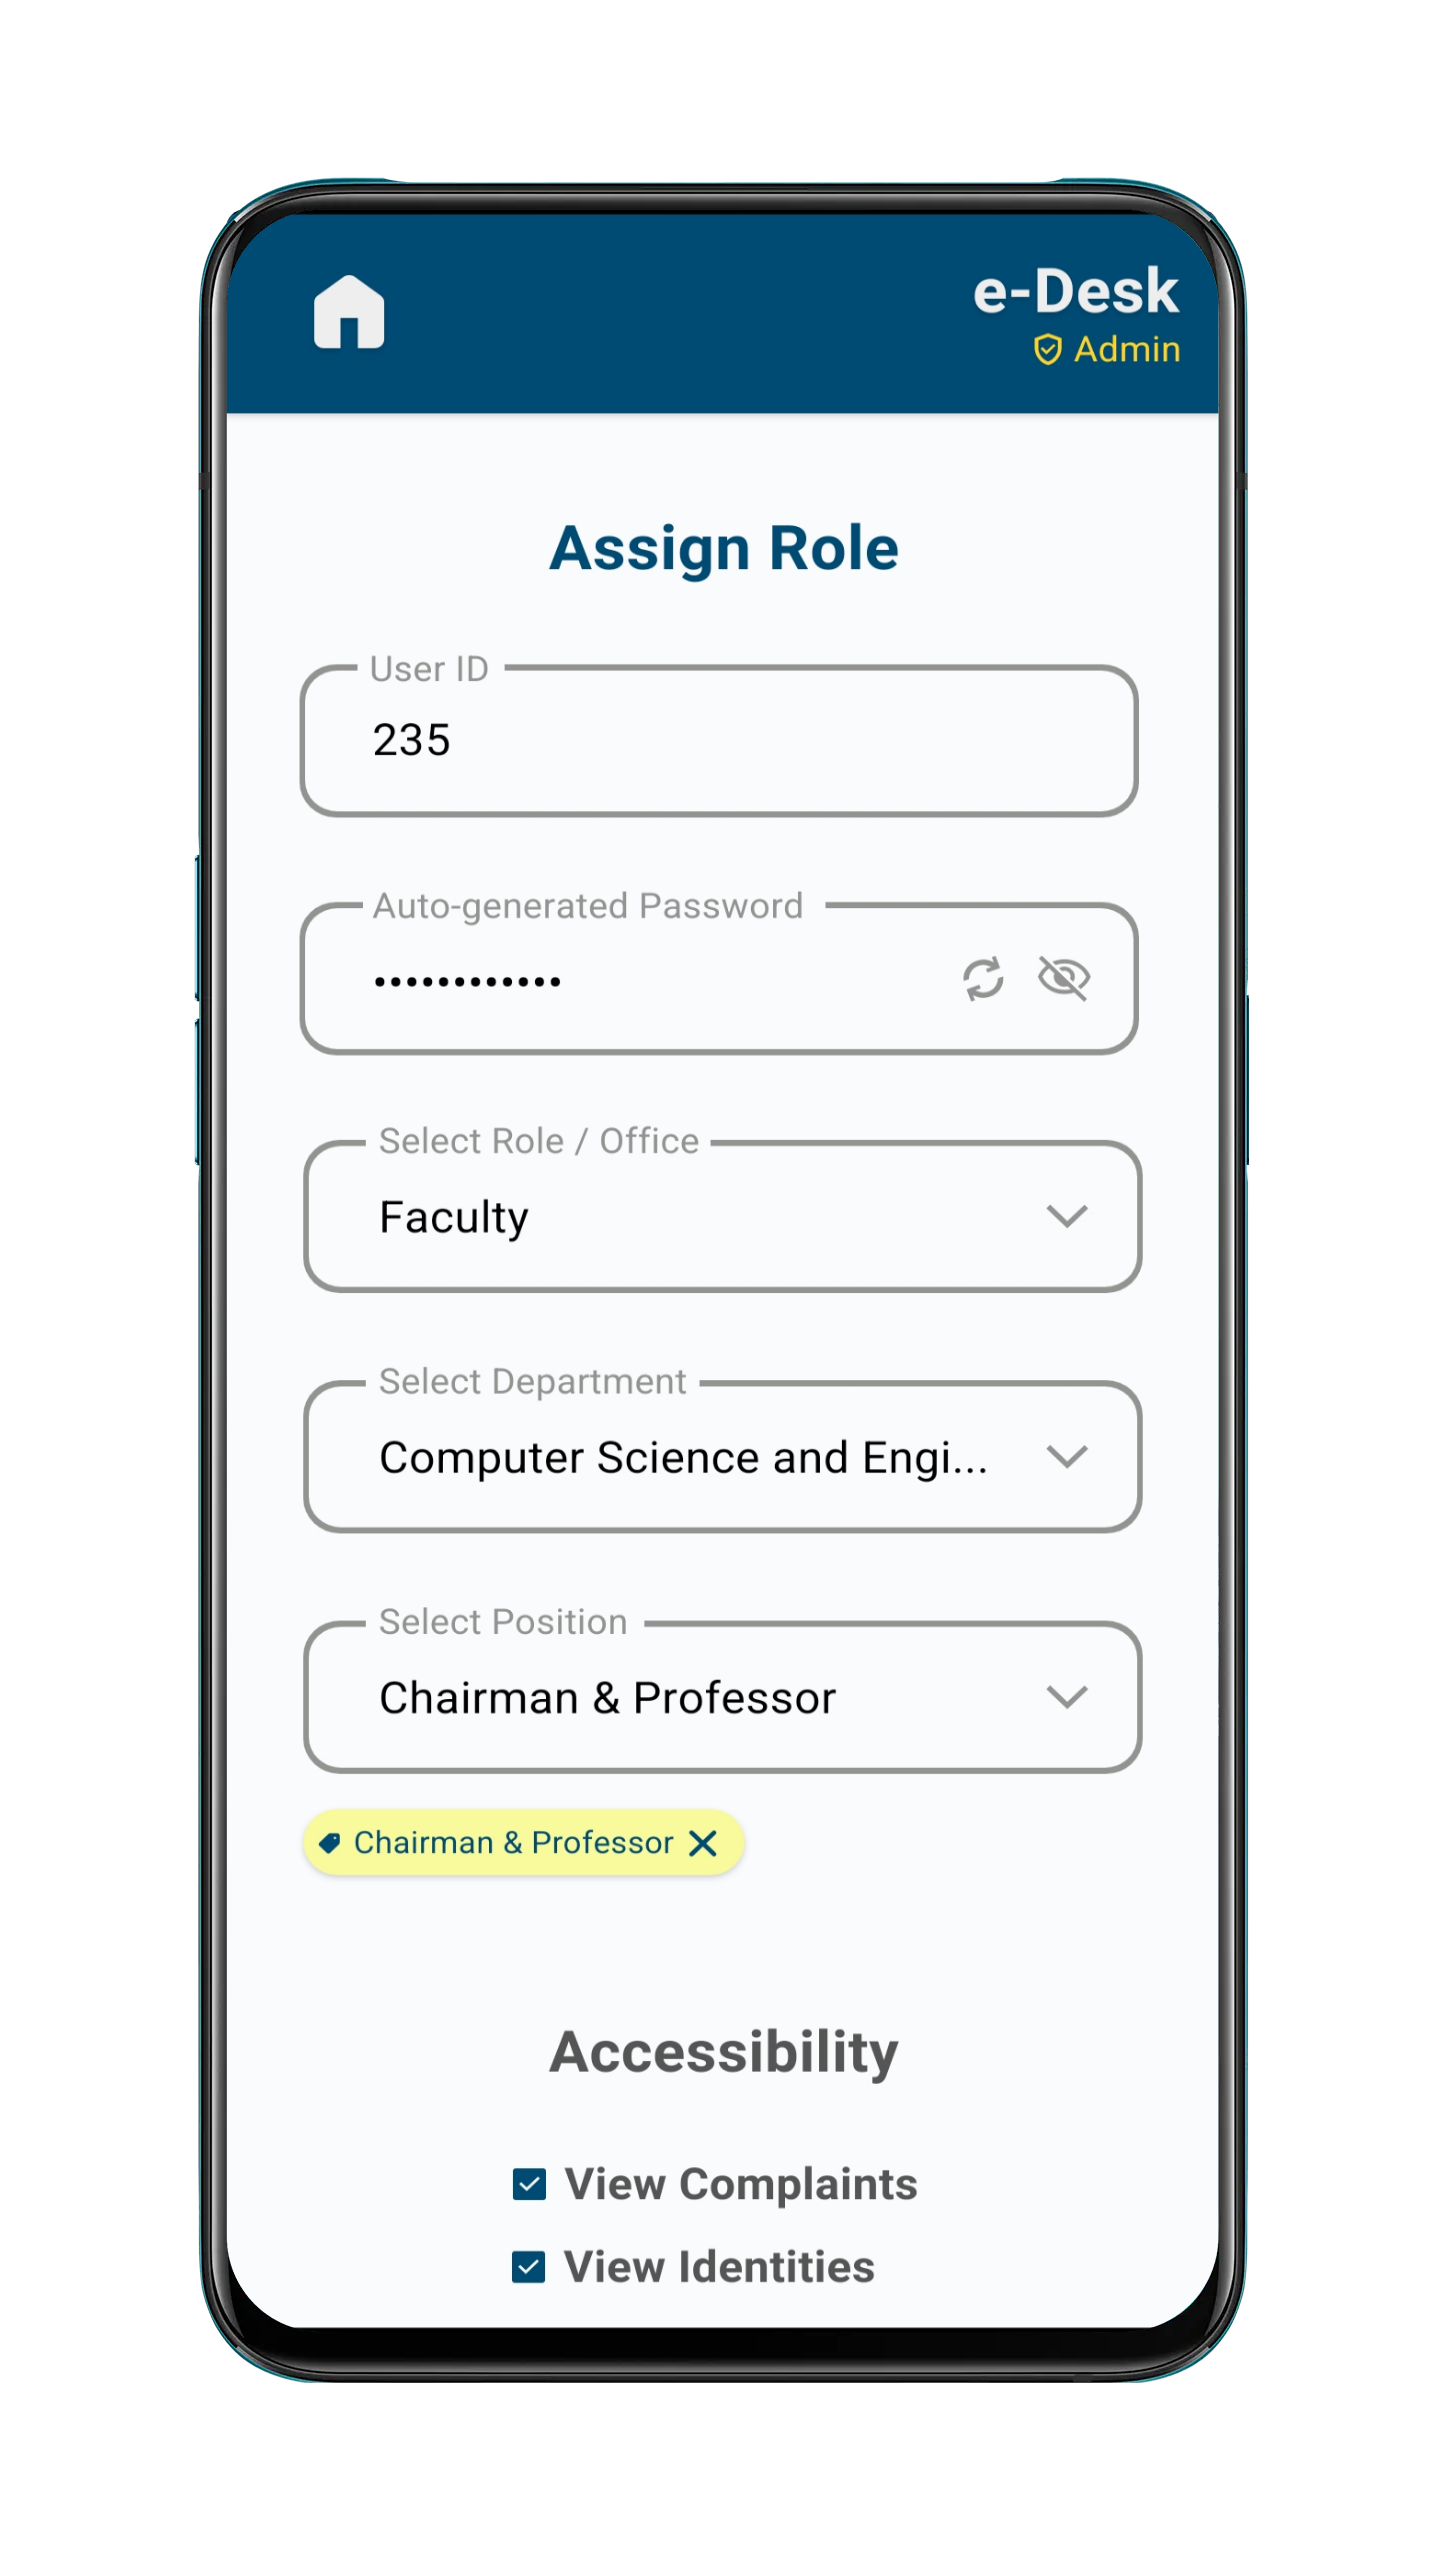 e-Desk
Admin
Assign Role
User ID
235
Auto-generated Password
••••••••••••
Select Role / Office
Faculty
Select Department
Computer Science and Engi...
Select Position
Chairman & Professor
Chairman & Professor
Accessibility
View Complaints
View Identities